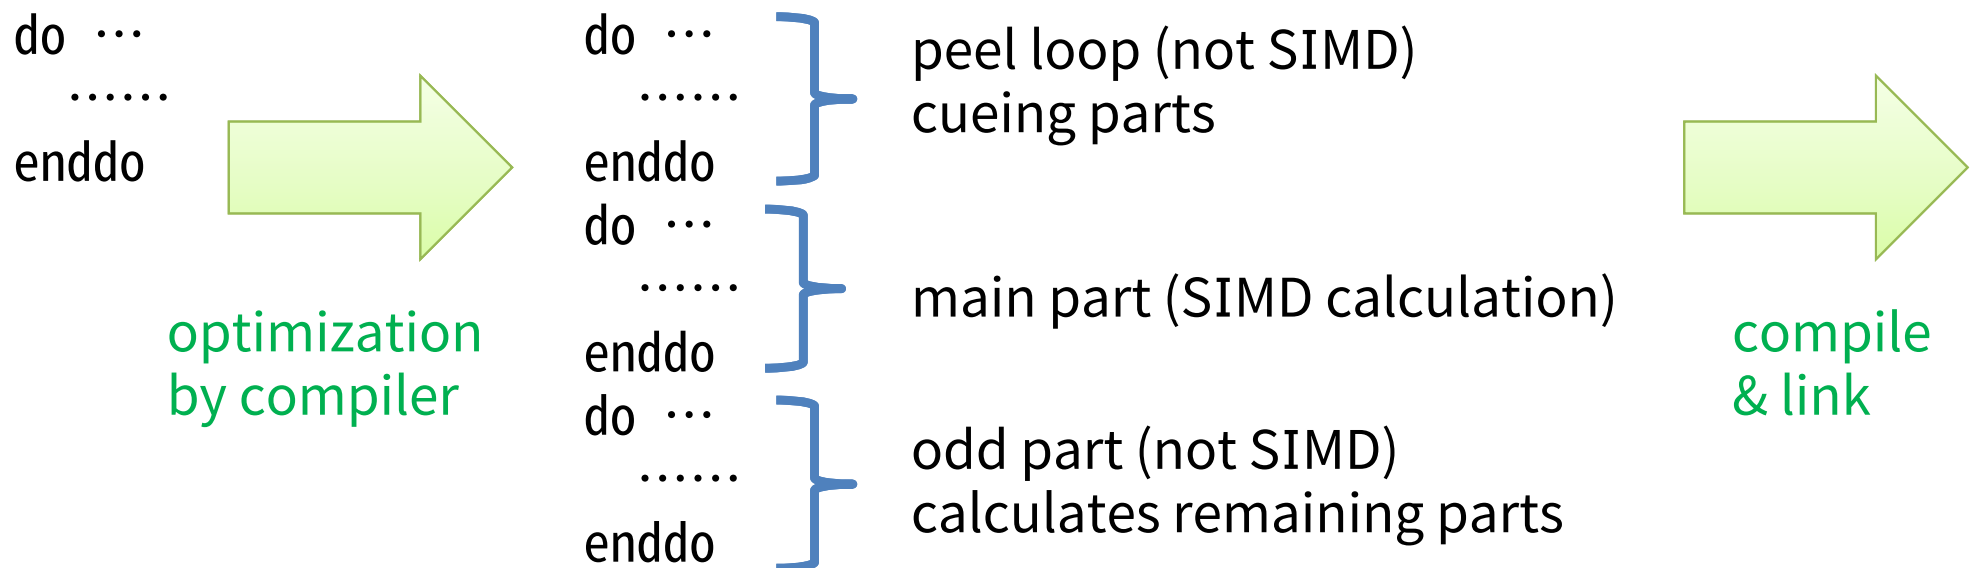 do …
……
enddo
optimization
by compiler
do …
……
enddo
peel loop (not SIMD)
cueing parts
do …
……
enddo
main part (SIMD calculation)
do …
……
enddo
odd part (not SIMD)
calculates remaining parts
compile
& link